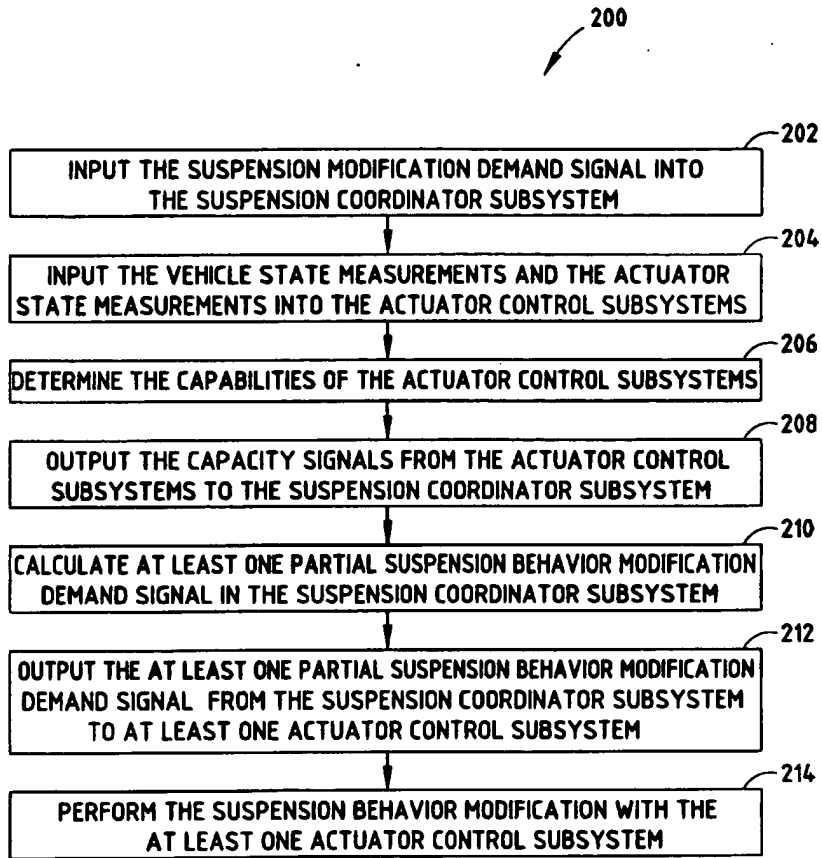 200
202
INPUT THE SUSPENSION MODIFICATION DEMAND SIGNAL INTO
THE SUSPENSION COORDINATOR SUBSYSTEM
204
INPUT THE VEHICLE STATE MEASUREMENTS AND THE ACTUATOR
STATE MEASUREMENTS INTO THE ACTUATOR CONTROL SUBSYSTEMS
206
DETERMINE THE CAPABILITIES OF THE ACTUATOR CONTROL SUBSYSTEMS
208
OUTPUT THE CAPACITY SIGNALS FROM THE ACTUATOR CONTROL
SUBSYSTEMS TO THE SUSPENSION COORDINATOR SUBSYSTEM
210
CALCULATE AT LEAST ONE PARTIAL SUSPENSION BEHAVIOR MODIFICATION
DEMAND SIGNAL IN THE SUSPENSION COORDINATOR SUBSYSTEM
212
OUTPUT THE AT LEAST ONE PARTIAL SUSPENSION BEHAVIOR MODIFICATION
DEMAND SIGNAL FROM THE SUSPENSION COORDINATOR SUBSYSTEM
TO AT LEAST ONE ACTUATOR CONTROL SUBSYSTEM
214
PERFORM THE SUSPENSION BEHAVIOR MODIFICATION WITH THE
AT LEAST ONE ACTUATOR CONTROL SUBSYSTEM